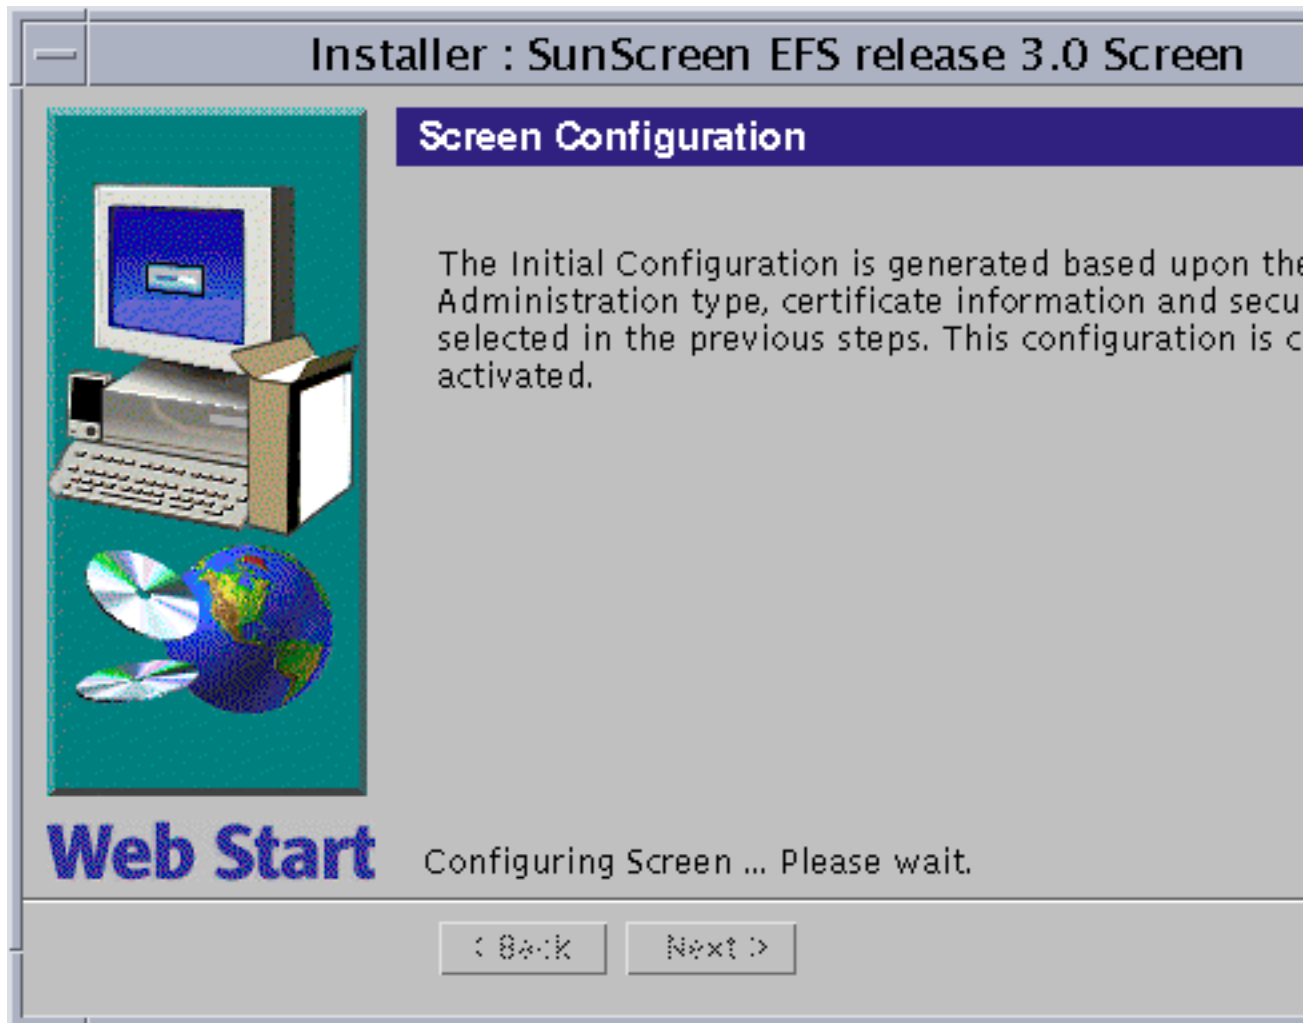 Installer : SunScreen EFS release 3.0 Screen
Screen Configuration
The Initial Configuration is generated based upon the
Administration type, certificate information and secu
selected in the previous steps. This configuration is c
activated.
Web Start
Configuring Screen ... Please wait.
< Back Next >